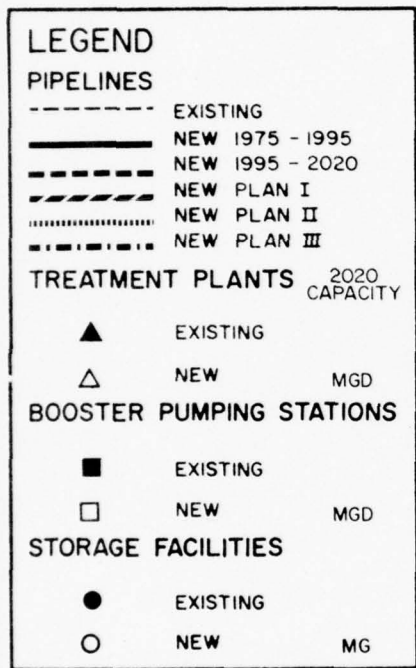 LEGEND
PIPELINES
EXISTING
NEW 1975 - 1995
NEW 1995 - 2020
NEW PLAN I
NEW PLAN II
NEW PLAN III
TREATMENT PLANTS 2020 CAPACITY
EXISTING
NEW MGD
BOOSTER PUMPING STATIONS
EXISTING
NEW MGD
STORAGE FACILITIES
EXISTING
NEW MG